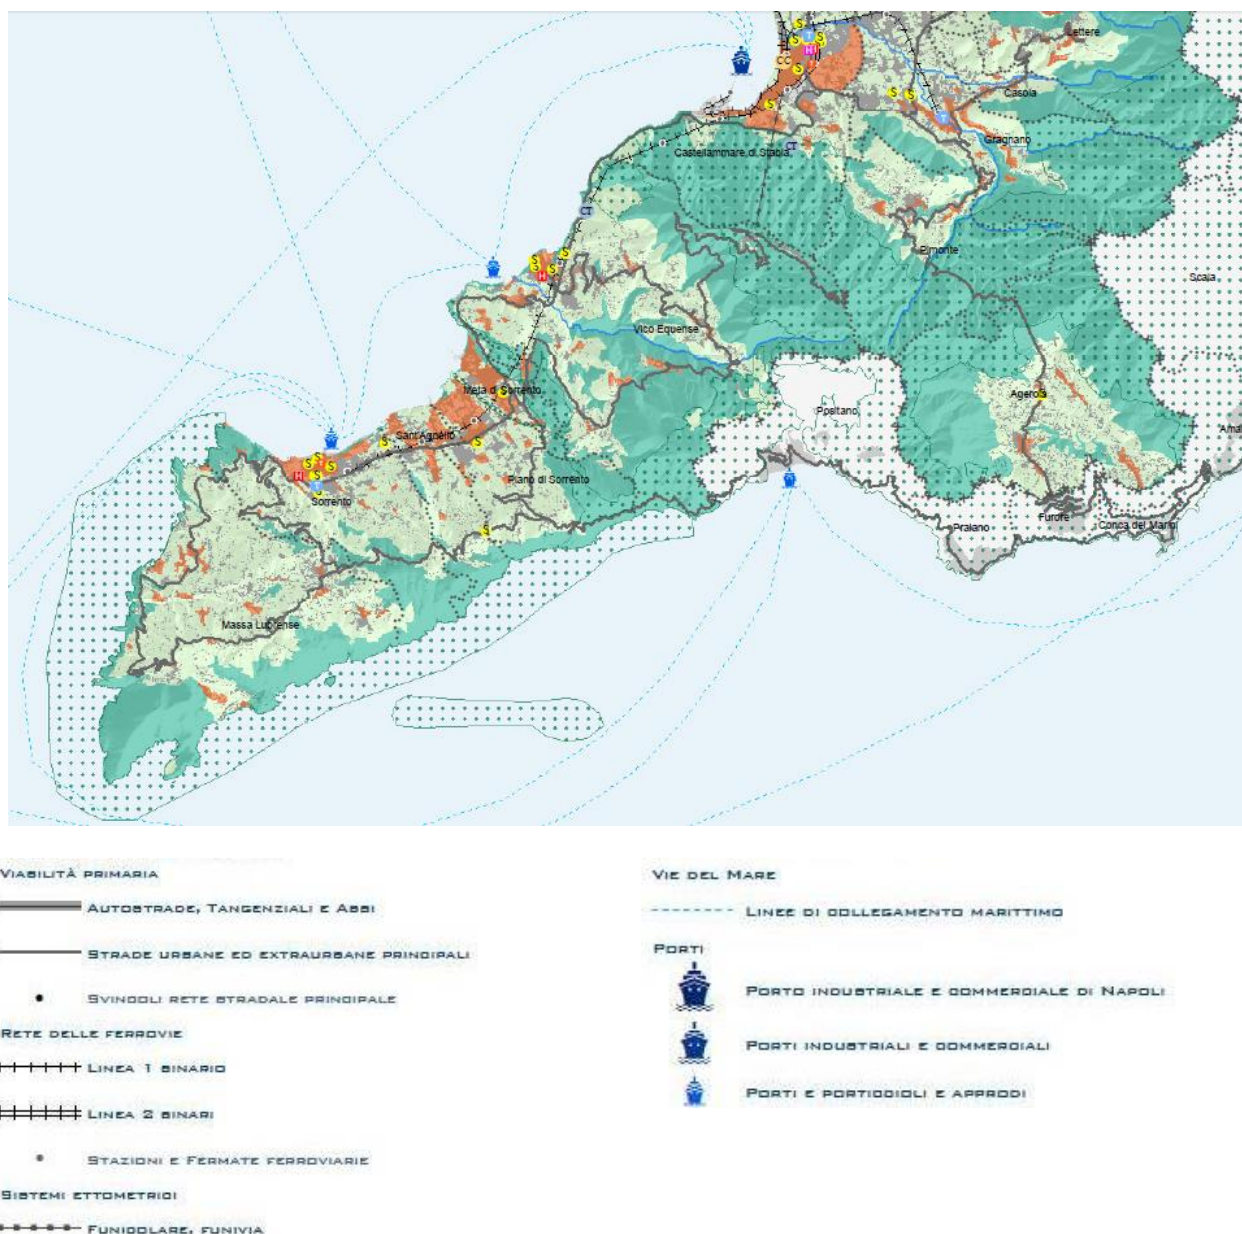 Lettere
S
T
S
S
H
CC
S
Casola
S
S
S
T
Gragnano
CT
Castellammare di Stabia
CT
Pimonte
S
S
S
S
H
Scala
Vico Equense
Meta di Sorrento
S
Positano
Agerola
S
Amal
Sant'Agnello
S
S
S
S
S
S
H
T
Sorrento
Piano di Sorrento
S
Praiano
Furore
Conca dei Marini
Massa Lubrense
VIABILITÀ PRIMARIA
AUTOSTRADE, TANGENZIALI E ASSI
STRADE URBANE ED EXTRAURBANE PRINCIPALI
SVINCOLI RETE STRADALE PRINCIPALE
RETE DELLE FERROVIE
LINEA 1 BINARIO
LINEA 2 BINARI
STAZIONI E FERMATE FERROVIARIE
SISTEMI ETTOMETRICI
FUNICOLARE, FUNIVIA
VIE DEL MARE
LINEE DI COLLEGAMENTO MARITTIMO
PORTI
PORTO INDUSTRIALE E COMMERCIALE DI NAPOLI
PORTI INDUSTRIALI E COMMERCIALI
PORTI E PORTICCIOLI E APPRODI